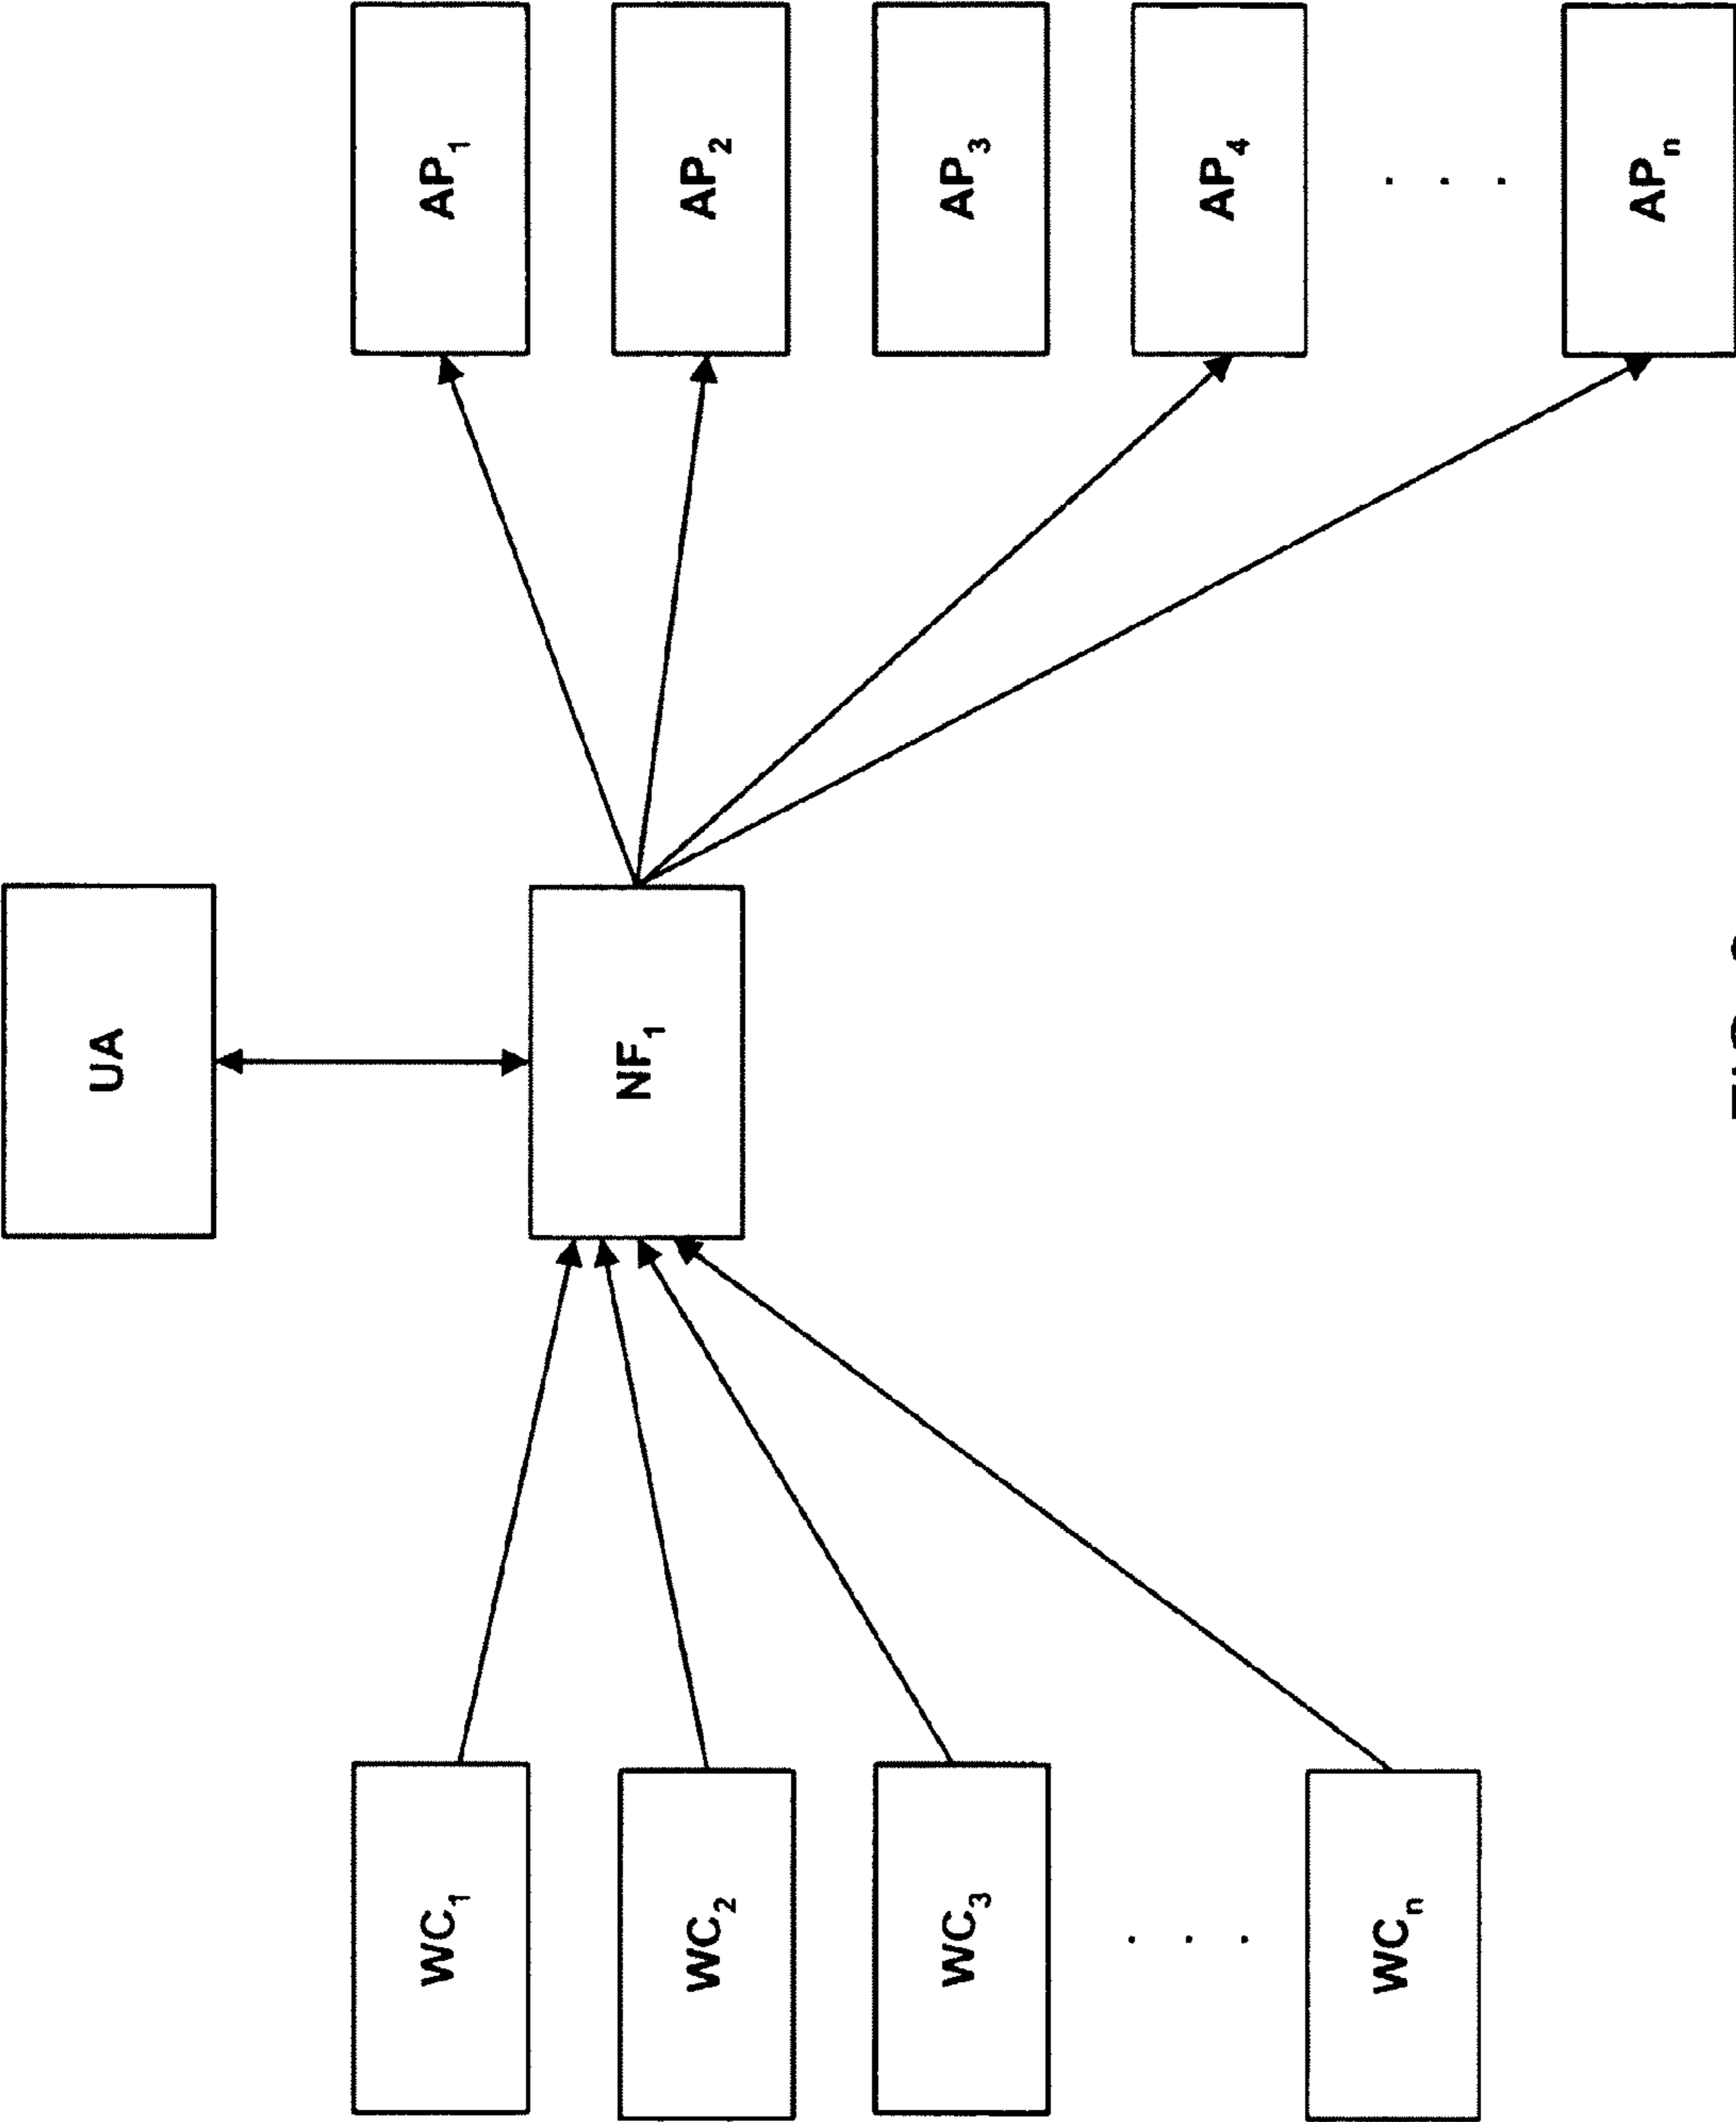 UA
WC1
WC2
WC3
. . .
WCn
NF1
AP1
AP2
AP3
AP4
. . .
APn